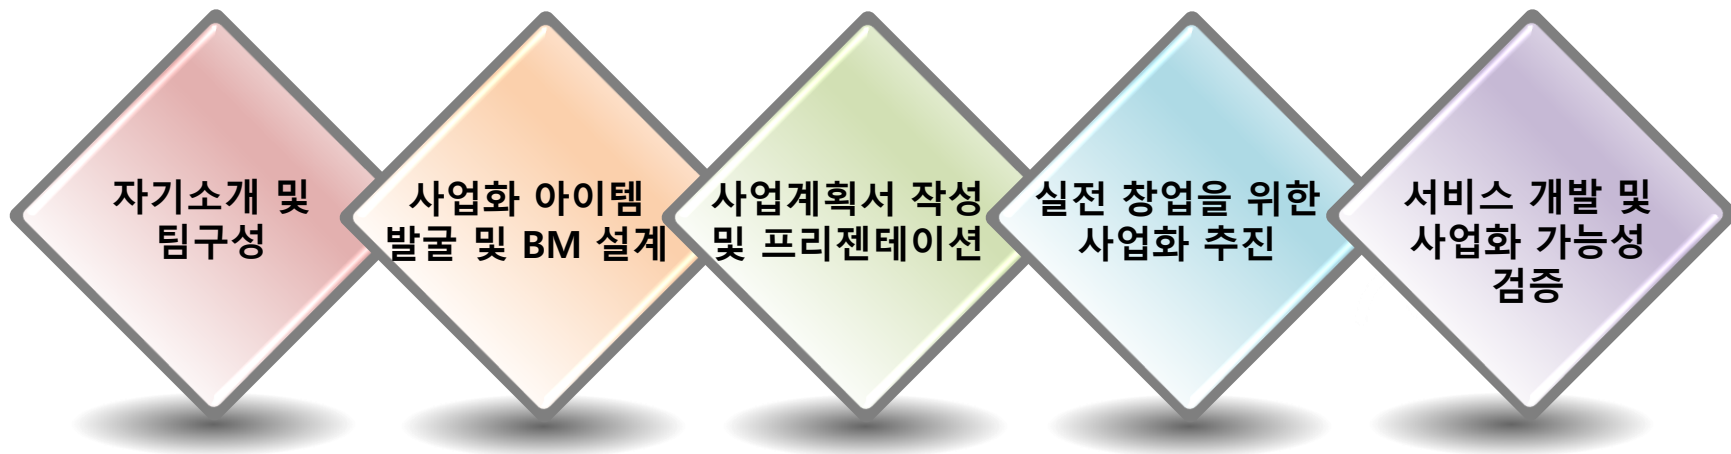 자기소개 및
팀구성
사업화 아이템
발굴 및 BM 설계
사업계획서 작성
및 프리젠테이션
실전 창업을 위한
사업화 추진
서비스 개발 및
사업화 가능성
검증